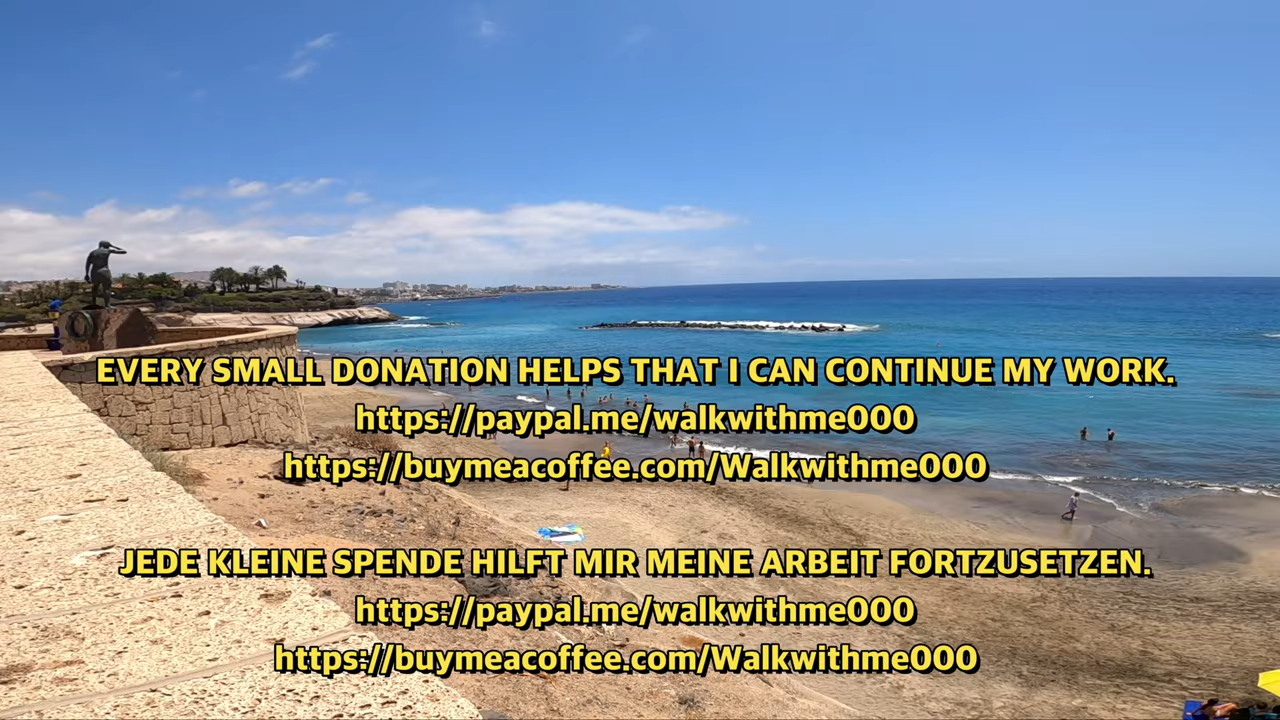 EVERY SMALL DONATION HELPS THAT I CAN CONTINUE MY WORK.
https://paypal.me/walkwithme000
https://buymeacoffee.com/Walkwithme000
JEDE KLEINE SPENDE HILFT MIR MEINE ARBEIT FORTZUSETZEN.
https://paypal.me/walkwithme000
https://buymeacoffee.com/Walkwithme000